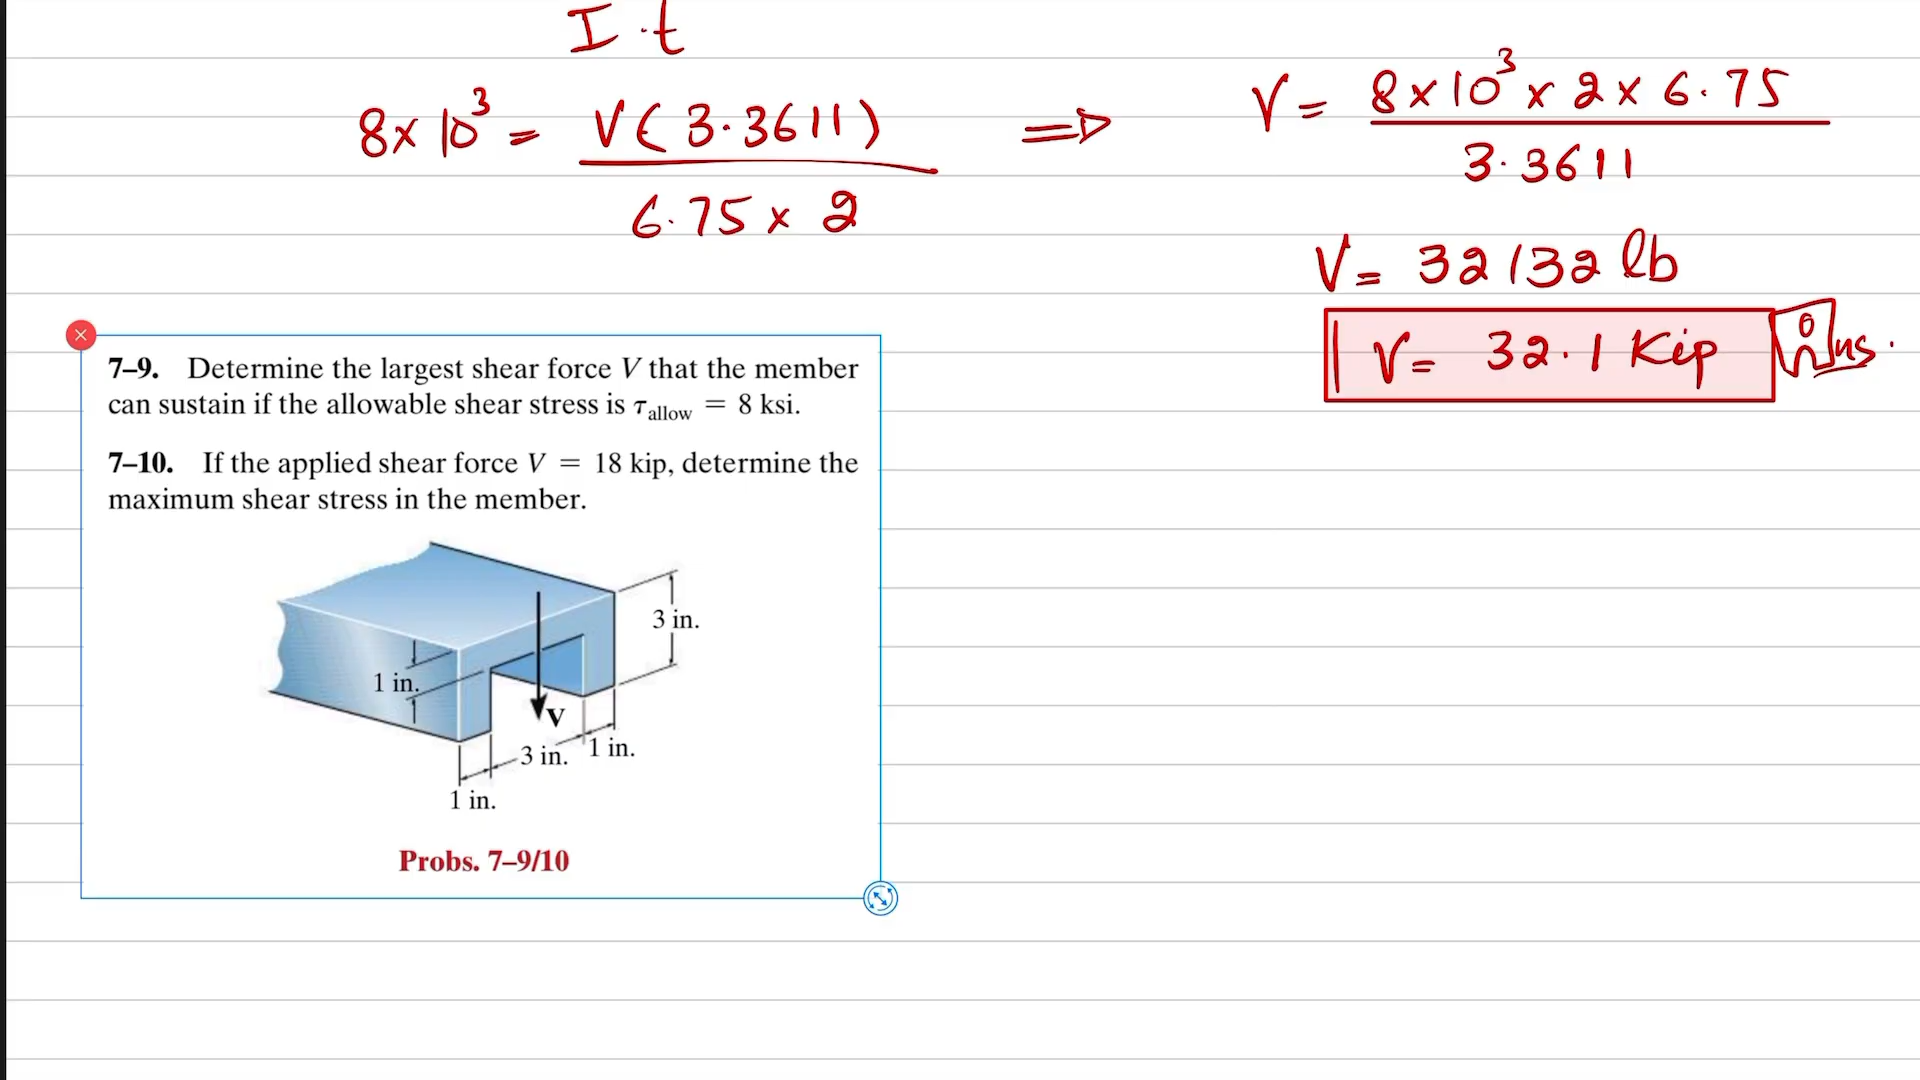 I·t
8×10³ = V(3.3611)
6.75 × 2
⇒
V = 8×10³ × 2 × 6.75
3.3611
V = 32132 lb
V = 32.1 Kip Ans.
7–9. Determine the largest shear force V that the member
can sustain if the allowable shear stress is τallow = 8 ksi.
7–10. If the applied shear force V = 18 kip, determine the
maximum shear stress in the member.
3 in.
1 in.
V
3 in.
1 in.
1 in.
Probs. 7–9/10